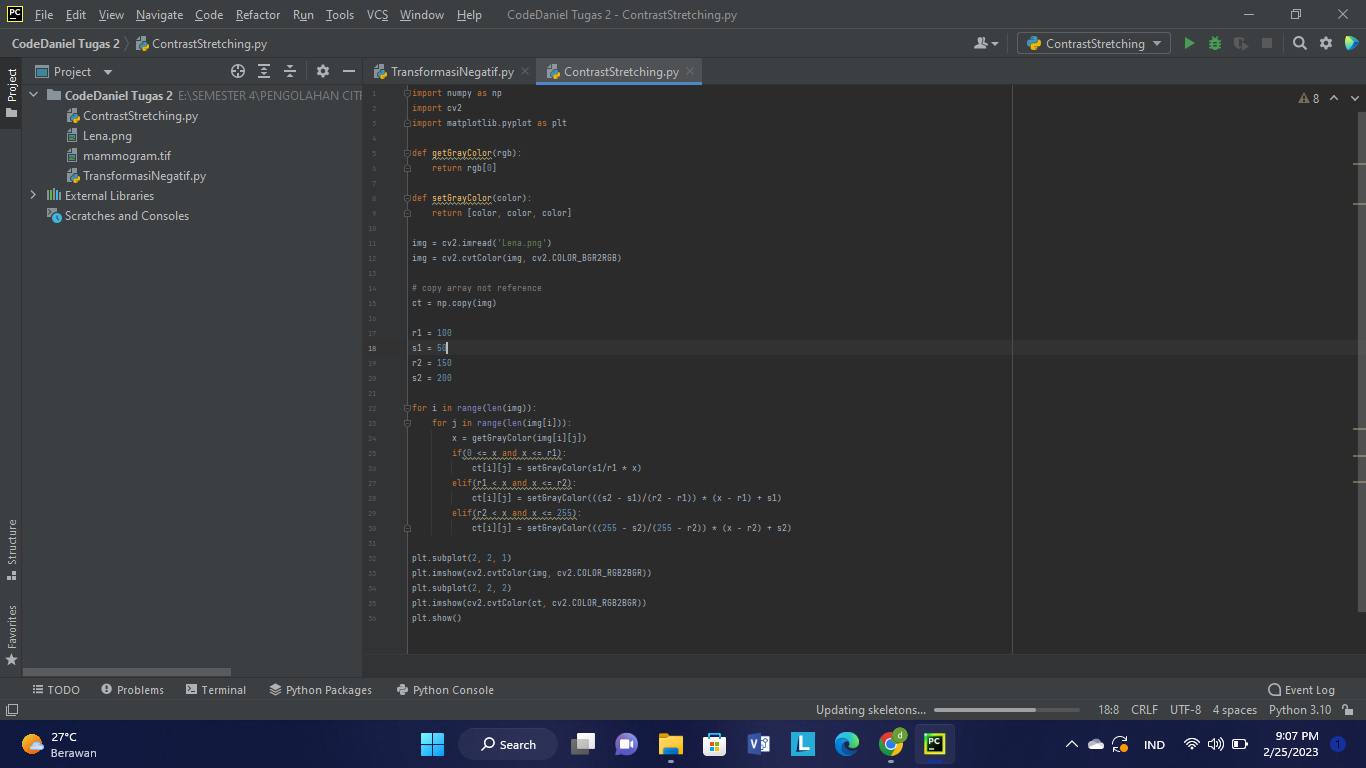 PC File Edit View Navigate Code Refactor Run Tools VCS Window Help CodeDaniel Tugas 2 - ContrastStretching.py
CodeDaniel Tugas 2 ContrastStretching.py ContrastStretching
Project
Project
TransformasiNegatif.py ContrastStretching.py
CodeDaniel Tugas 2 E:\SEMESTER 4\PENGOLAHAN CIT
ContrastStretching.py
Lena.png
mammogram.tif
TransformasiNegatif.py
External Libraries
Scratches and Consoles
Structure
Favorites
8
1 import numpy as np
2 import cv2
3 import matplotlib.pyplot as plt
4
5 def getGrayColor(rgb):
6 return rgb[0]
7
8 def setGrayColor(color):
9 return [color, color, color]
10
11 img = cv2.imread('Lena.png')
12 img = cv2.cvtColor(img, cv2.COLOR_BGR2RGB)
13
14 # copy array not reference
15 ct = np.copy(img)
16
17 r1 = 100
18 s1 = 50
19 r2 = 150
20 s2 = 200
21
22 for i in range(len(img)):
23 for j in range(len(img[i])):
24 x = getGrayColor(img[i][j])
25 if(0 <= x and x <= r1):
26 ct[i][j] = setGrayColor(s1/r1 * x)
27 elif(r1 < x and x <= r2):
28 ct[i][j] = setGrayColor(((s2 - s1)/(r2 - r1)) * (x - r1) + s1)
29 elif(r2 < x and x <= 255):
30 ct[i][j] = setGrayColor(((255 - s2)/(255 - r2)) * (x - r2) + s2)
31
32 plt.subplot(2, 2, 1)
33 plt.imshow(cv2.cvtColor(img, cv2.COLOR_RGB2BGR))
34 plt.subplot(2, 2, 2)
35 plt.imshow(cv2.cvtColor(ct, cv2.COLOR_RGB2BGR))
36 plt.show()
TODO Problems Terminal Python Packages Python Console Event Log
Updating skeletons... 18:8 CRLF UTF-8 4 spaces Python 3.10
27°C
Berawan
Search
L
d
PC
IND
9:07 PM
2/25/2023
1